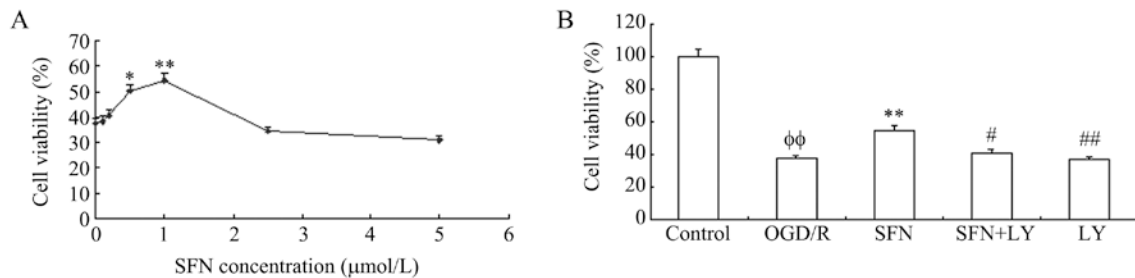 A
Cell viability (%)
70
60
50
40
30
20
10
0
* **
0 1 2 3 4 5 6
SFN concentration (μmol/L)
B
Cell viability (%)
120
100
80
60
40
20
0
ϕϕ
**
#
##
Control OGD/R SFN SFN+LY LY